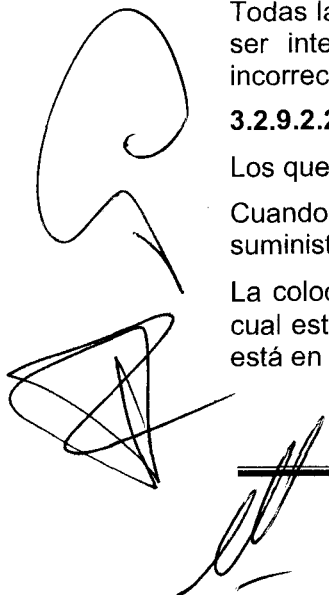 Todas la
ser inte
incorrec
3.2.9.2.2
Los que
Cuando
suminist
La coloc
cual est
está en